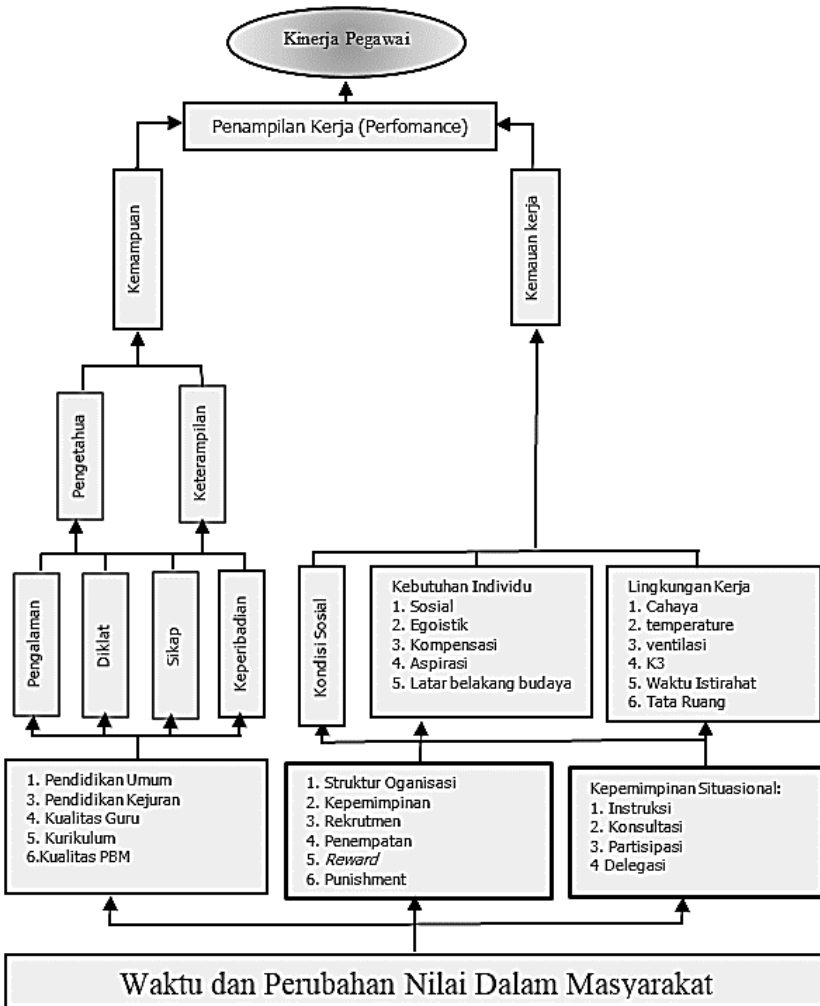 Kinerja Pegawai
Penampilan Kerja (Perfomance)
Kemampuan
Kemauan kerja
Pengetahua
Keterampilan
Pengalaman
Diklat
Sikap
Keperibadian
Kondisi Sosial
Kebutuhan Individu
1. Sosial
2. Egoistik
3. Kompensasi
4. Aspirasi
5. Latar belakang budaya
Lingkungan Kerja
1. Cahaya
2. temperature
3. ventilasi
4. K3
5. Waktu Istirahat
6. Tata Ruang
1. Pendidikan Umum
3. Pendidikan Kejuran
4. Kualitas Guru
5. Kurikulum
6.Kualitas PBM
1. Struktur Oganisasi
2. Kepemimpinan
3. Rekrutmen
4. Penempatan
5. Reward
6. Punishment
Kepemimpinan Situasional:
1. Instruksi
2. Konsultasi
3. Partisipasi
4 Delegasi
Waktu dan Perubahan Nilai Dalam Masyarakat